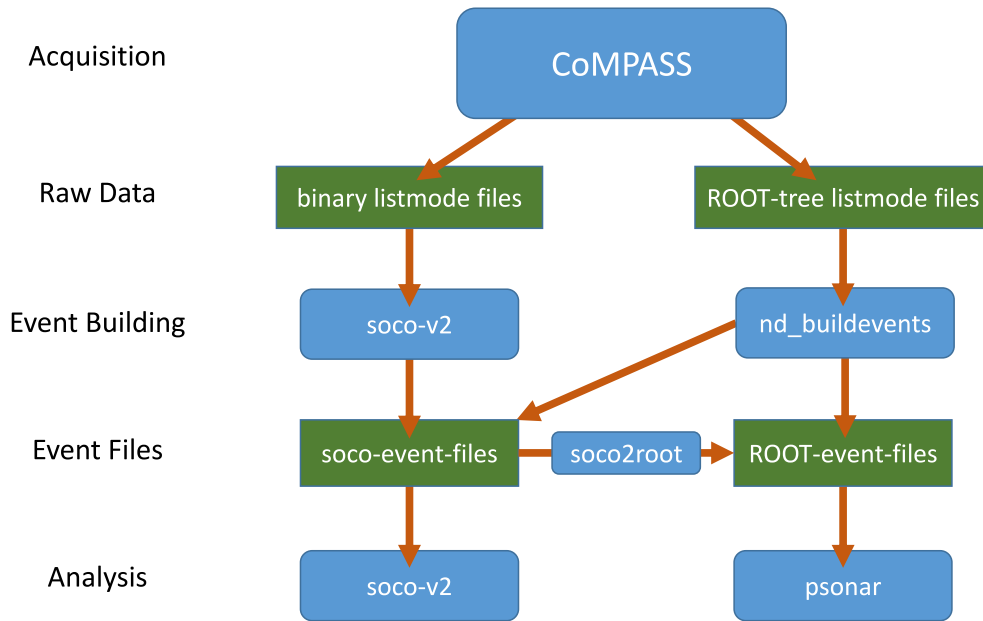 Acquisition
CoMPASS
Raw Data
binary listmode files
ROOT-tree listmode files
Event Building
soco-v2
nd_buildevents
Event Files
soco-event-files
soco2root
ROOT-event-files
Analysis
soco-v2
psonar